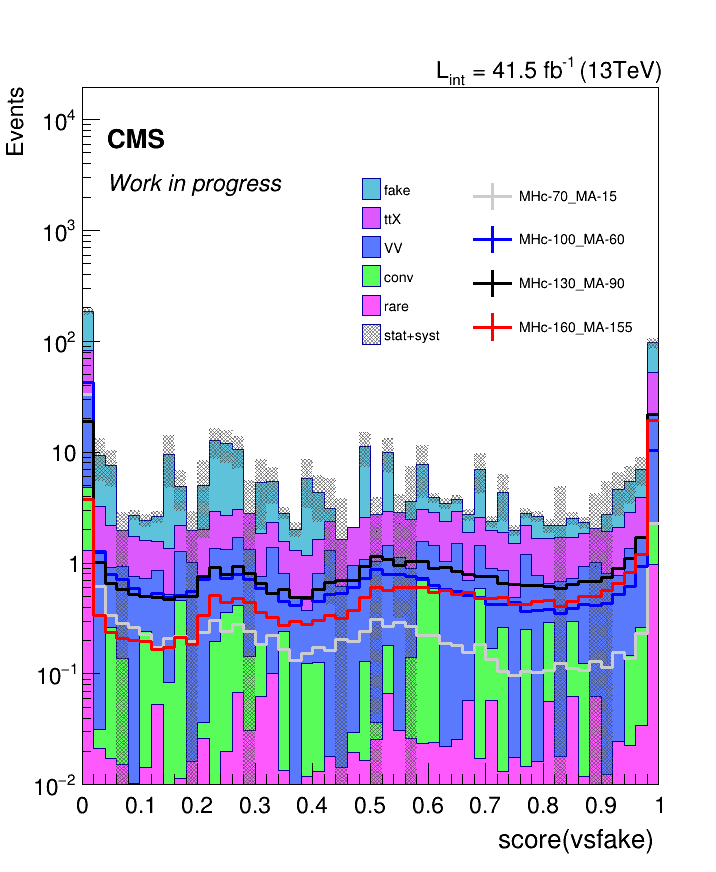 L_int = 41.5 fb^-1 (13TeV)
Events
CMS
Work in progress
fake
ttX
VV
conv
rare
stat+syst
MHc-70_MA-15
MHc-100_MA-60
MHc-130_MA-90
MHc-160_MA-155
10^4
10^3
10^2
10
1
10^-1
10^-2
0 0.1 0.2 0.3 0.4 0.5 0.6 0.7 0.8 0.9 1
score(vsfake)